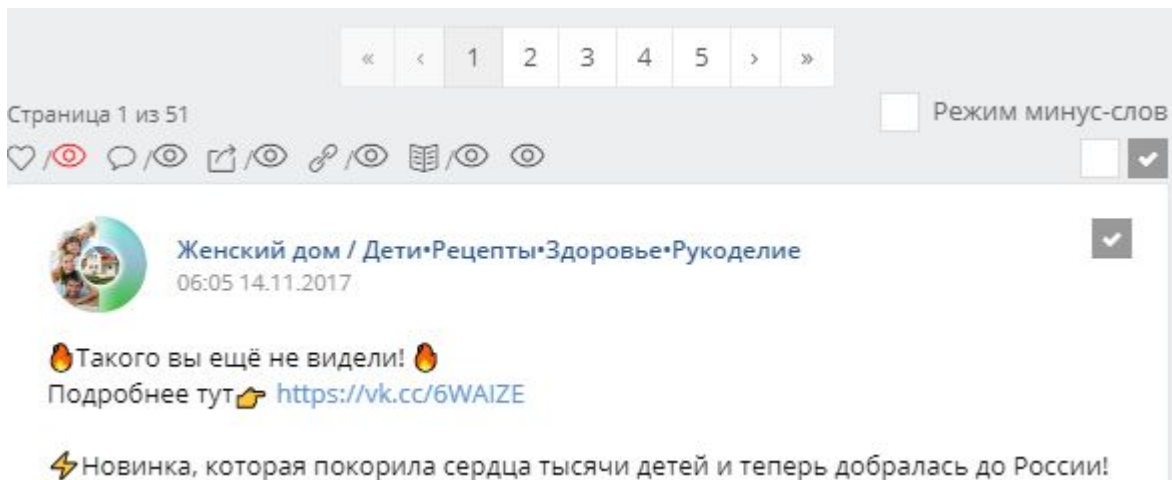 « ‹ 1 2 3 4 5 › »
Страница 1 из 51
Режим минус-слов
/ / / / /
Женский дом / Дети•Рецепты•Здоровье•Рукоделие
06:05 14.11.2017
🔥Такого вы ещё не видели! 🔥
Подробнее тут👉 https://vk.cc/6WAIZE
⚡Новинка, которая покорила сердца тысячи детей и теперь добралась до России!